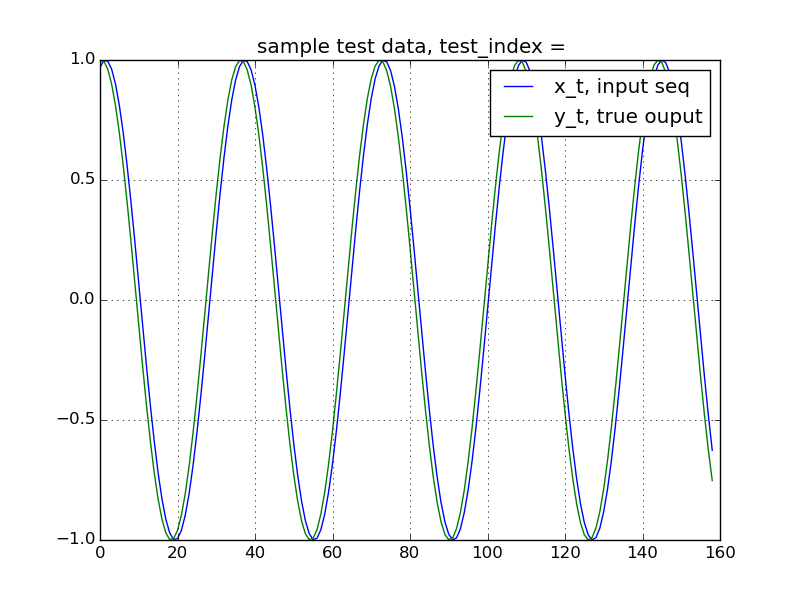 sample test data, test_index =
x_t, input seq
y_t, true ouput
1.0
0.5
0.0
−0.5
−1.0
0 20 40 60 80 100 120 140 160